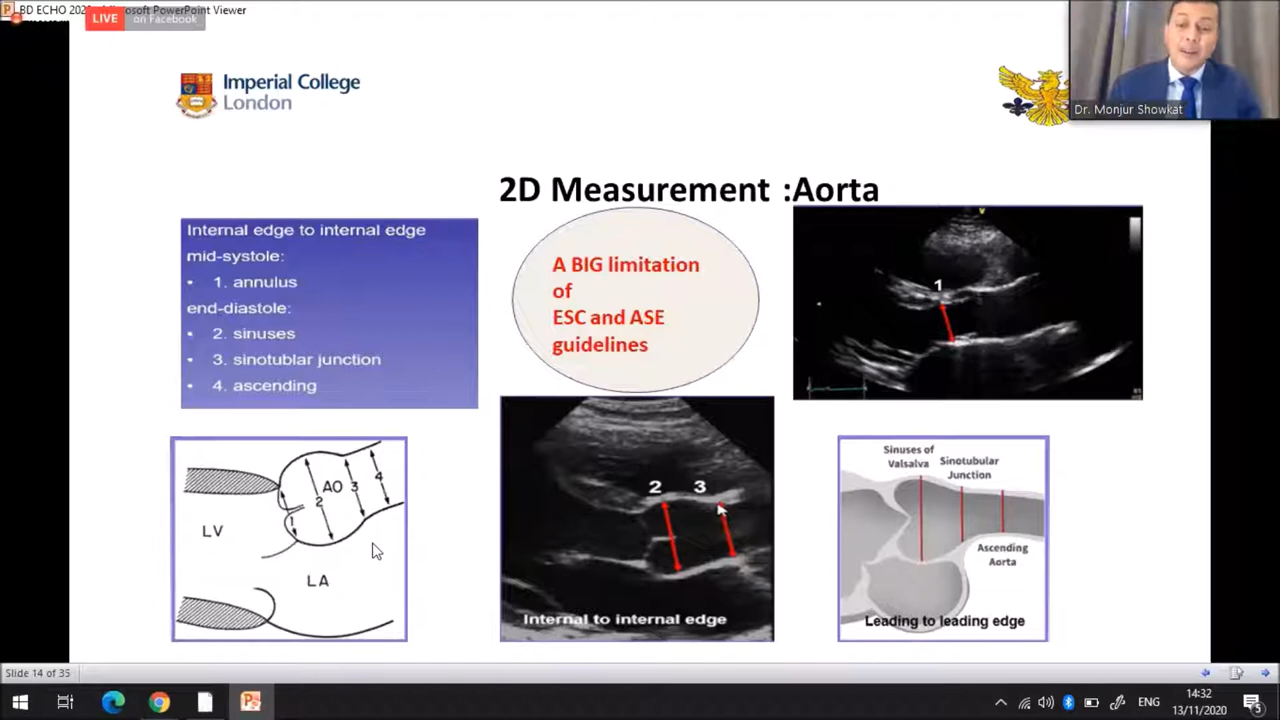 BD ECHO 202
osoft PowerPoint Viewer
LIVE
on Facebook
Imperial College
London
Dr. Monjur Showkat
2D Measurement :Aorta
Internal edge to internal edge
mid-systole:
• 1. annulus
end-diastole:
• 2. sinuses
• 3. sinotublar junction
• 4. ascending
A BIG limitation
of
ESC and ASE
guidelines
V
1
LV
AO
1
2
3
4
LA
2 3
Internal to internal edge
Sinuses of
Valsalva
Sinotubular
Junction
Ascending
Aorta
Leading to leading edge
Slide 14 of 35
ENG
14:32
13/11/2020
5